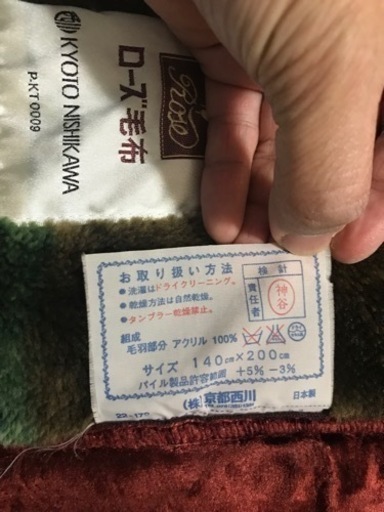 Rose
ローズ毛布
KYOTO NISHIKAWA
P.KT0009
お取り扱い方法
●洗濯はドライクリーニング。
●乾燥方法は自然乾燥。
●タンブラー乾燥禁止。
検針
責任者
神谷
組成
毛羽部分 アクリル 100%
サイズ 140cm×200cm
パイル製品許容範囲 +5% −3%
(株)京都西川
日本製